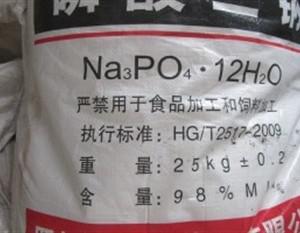 Na₃PO₄·12H₂O
严禁用于食品加工和饲料加工
执行标准：HG/T2517-2009
重 量：25kg±0.2
含 量：98% M